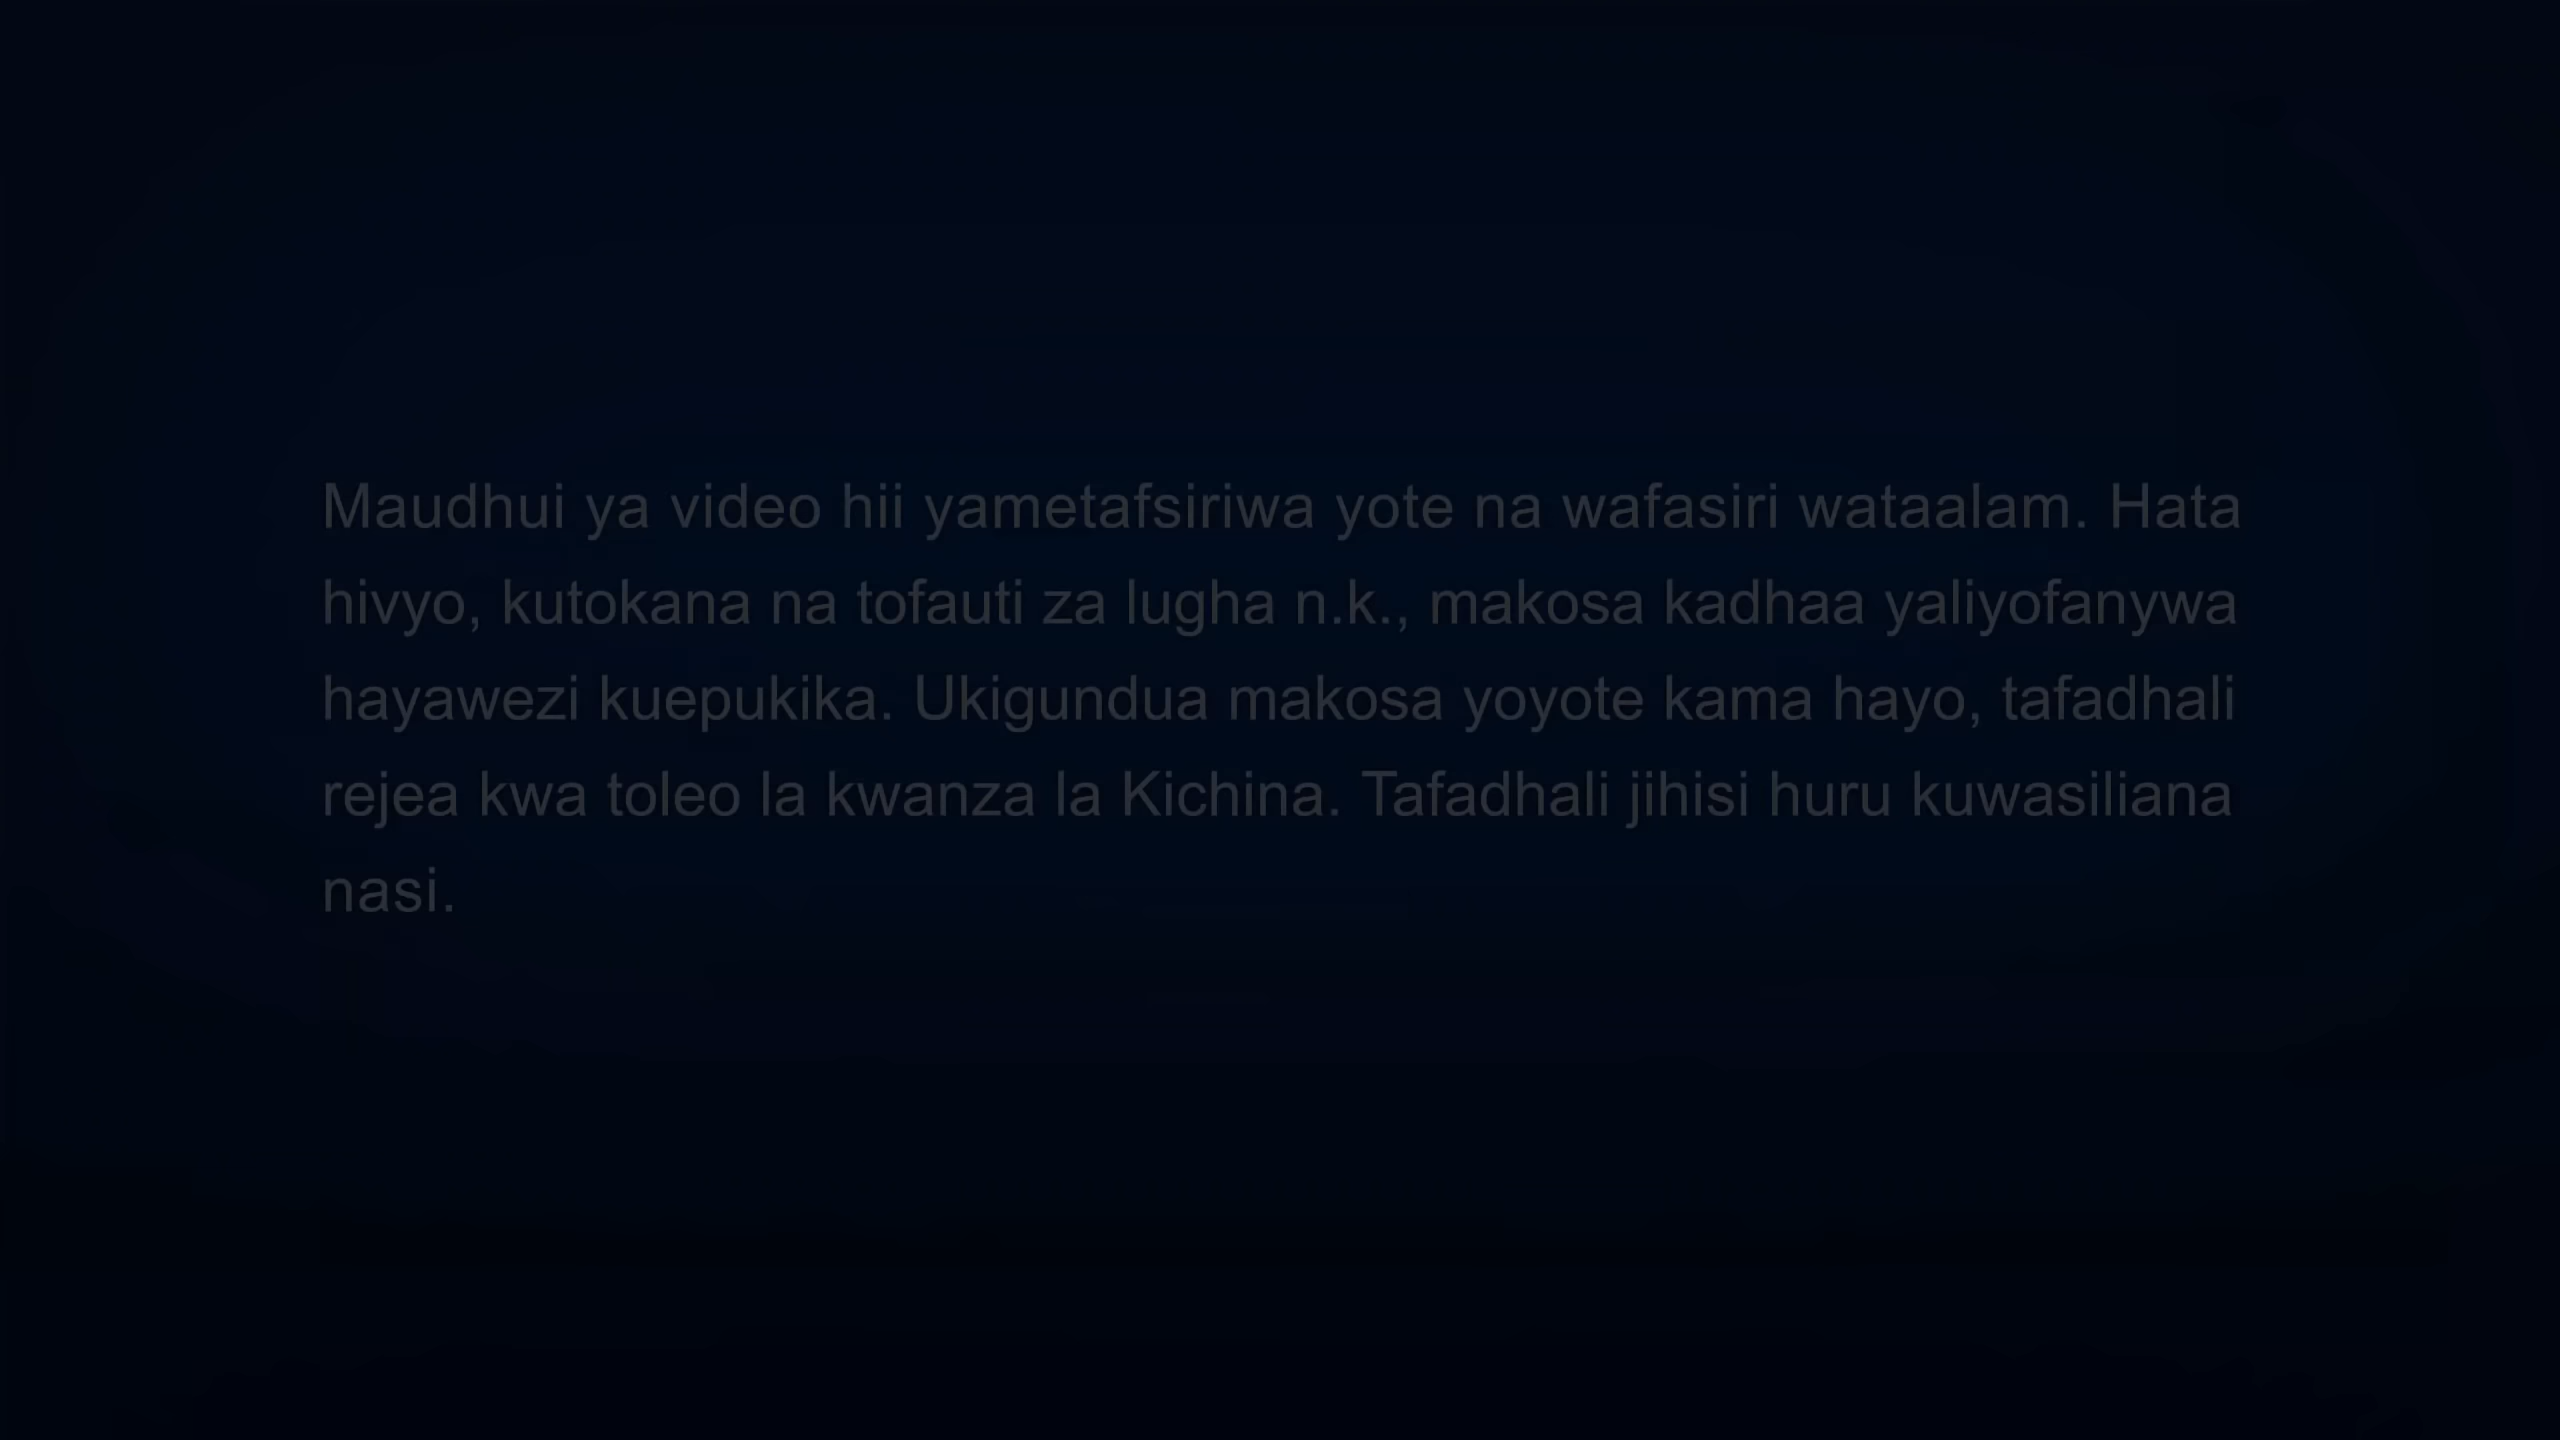 Maudhui ya video hii yametafsiriwa yote na wafasiri wataalam. Hata
hivyo, kutokana na tofauti za lugha n.k., makosa kadhaa yaliyofanywa
hayawezi kuepukika. Ukigundua makosa yoyote kama hayo, tafadhali
rejea kwa toleo la kwanza la Kichina. Tafadhali jihisi huru kuwasiliana
nasi.